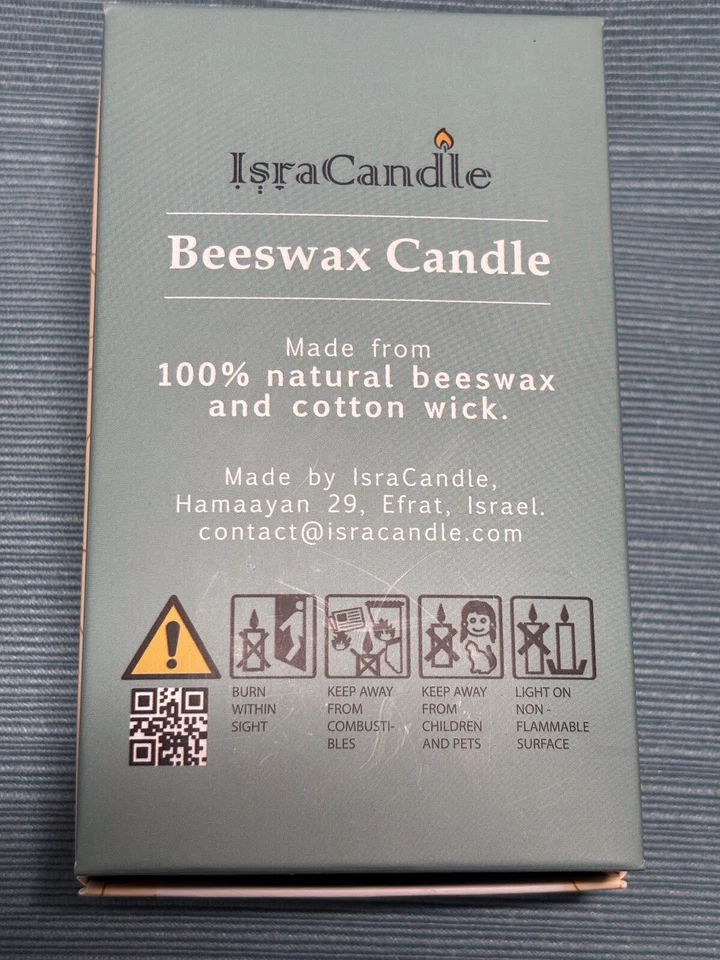 IsraCandle
Beeswax Candle
Made from
100% natural beeswax
and cotton wick.
Made by IsraCandle,
Hamaayan 29, Efrat, Israel.
contact@isracandle.com
BURN
WITHIN
SIGHT
KEEP AWAY
FROM
COMBUSTI-
BLES
KEEP AWAY
FROM
CHILDREN
AND PETS
LIGHT ON
NON -
FLAMMABLE
SURFACE